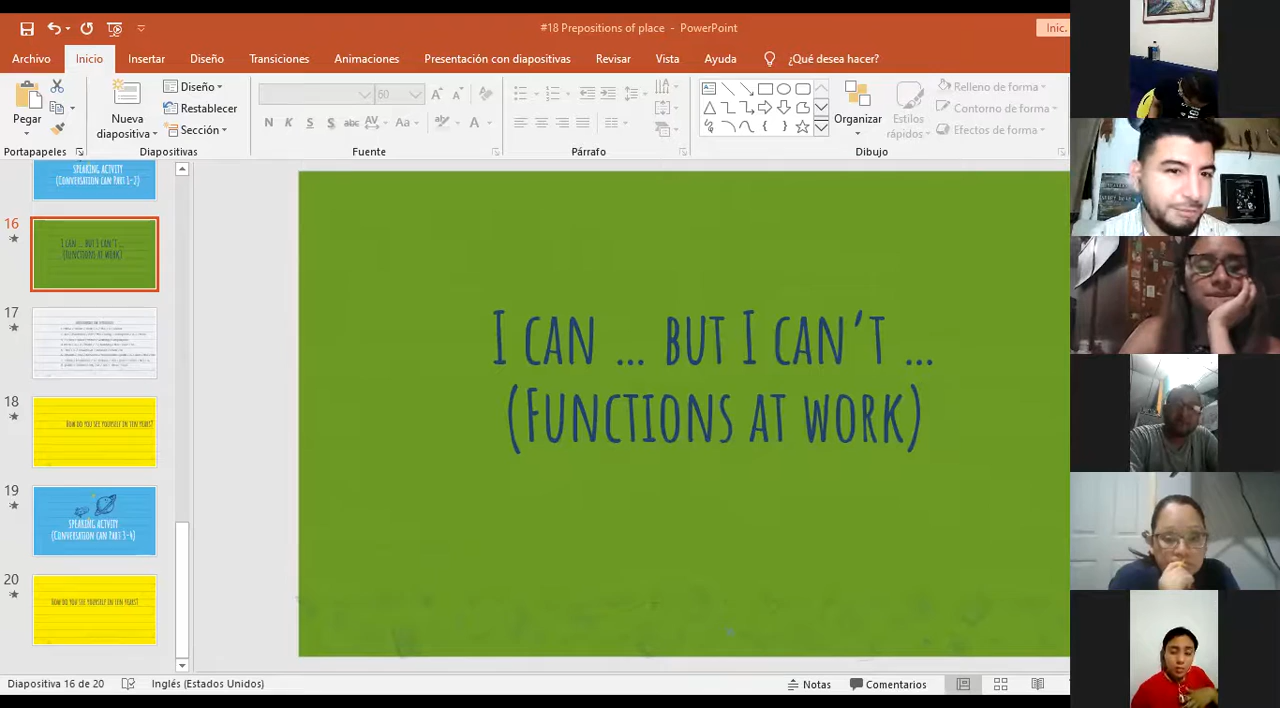 #18 Prepositions of place - PowerPoint
Inic.
Archivo Inicio Insertar Diseño Transiciones Animaciones Presentación con diapositivas Revisar Vista Ayuda ¿Qué desea hacer?
Pegar
Nueva diapositiva
Diseño
Restablecer
Sección
60
N K S S abc AV Aa A
Organizar
Estilos rápidos
Relleno de forma
Contorno de forma
Efectos de forma
Portapapeles Diapositivas Fuente Párrafo Dibujo
SPEAKING ACTIVITY
(CONVERSATION CAN PART 1-2)
16
I CAN ... BUT I CAN'T ...
(FUNCTIONS AT WORK)
17
18
HOW DO YOU SEE YOURSELF IN TEN YEARS?
19
SPEAKING ACTIVITY
(CONVERSATION CAN PART 3-4)
20
HOW DO YOU SEE YOURSELF IN TEN YEARS?
I CAN ... BUT I CAN'T ...
(FUNCTIONS AT WORK)
Diapositiva 16 de 20 Inglés (Estados Unidos) Notas Comentarios